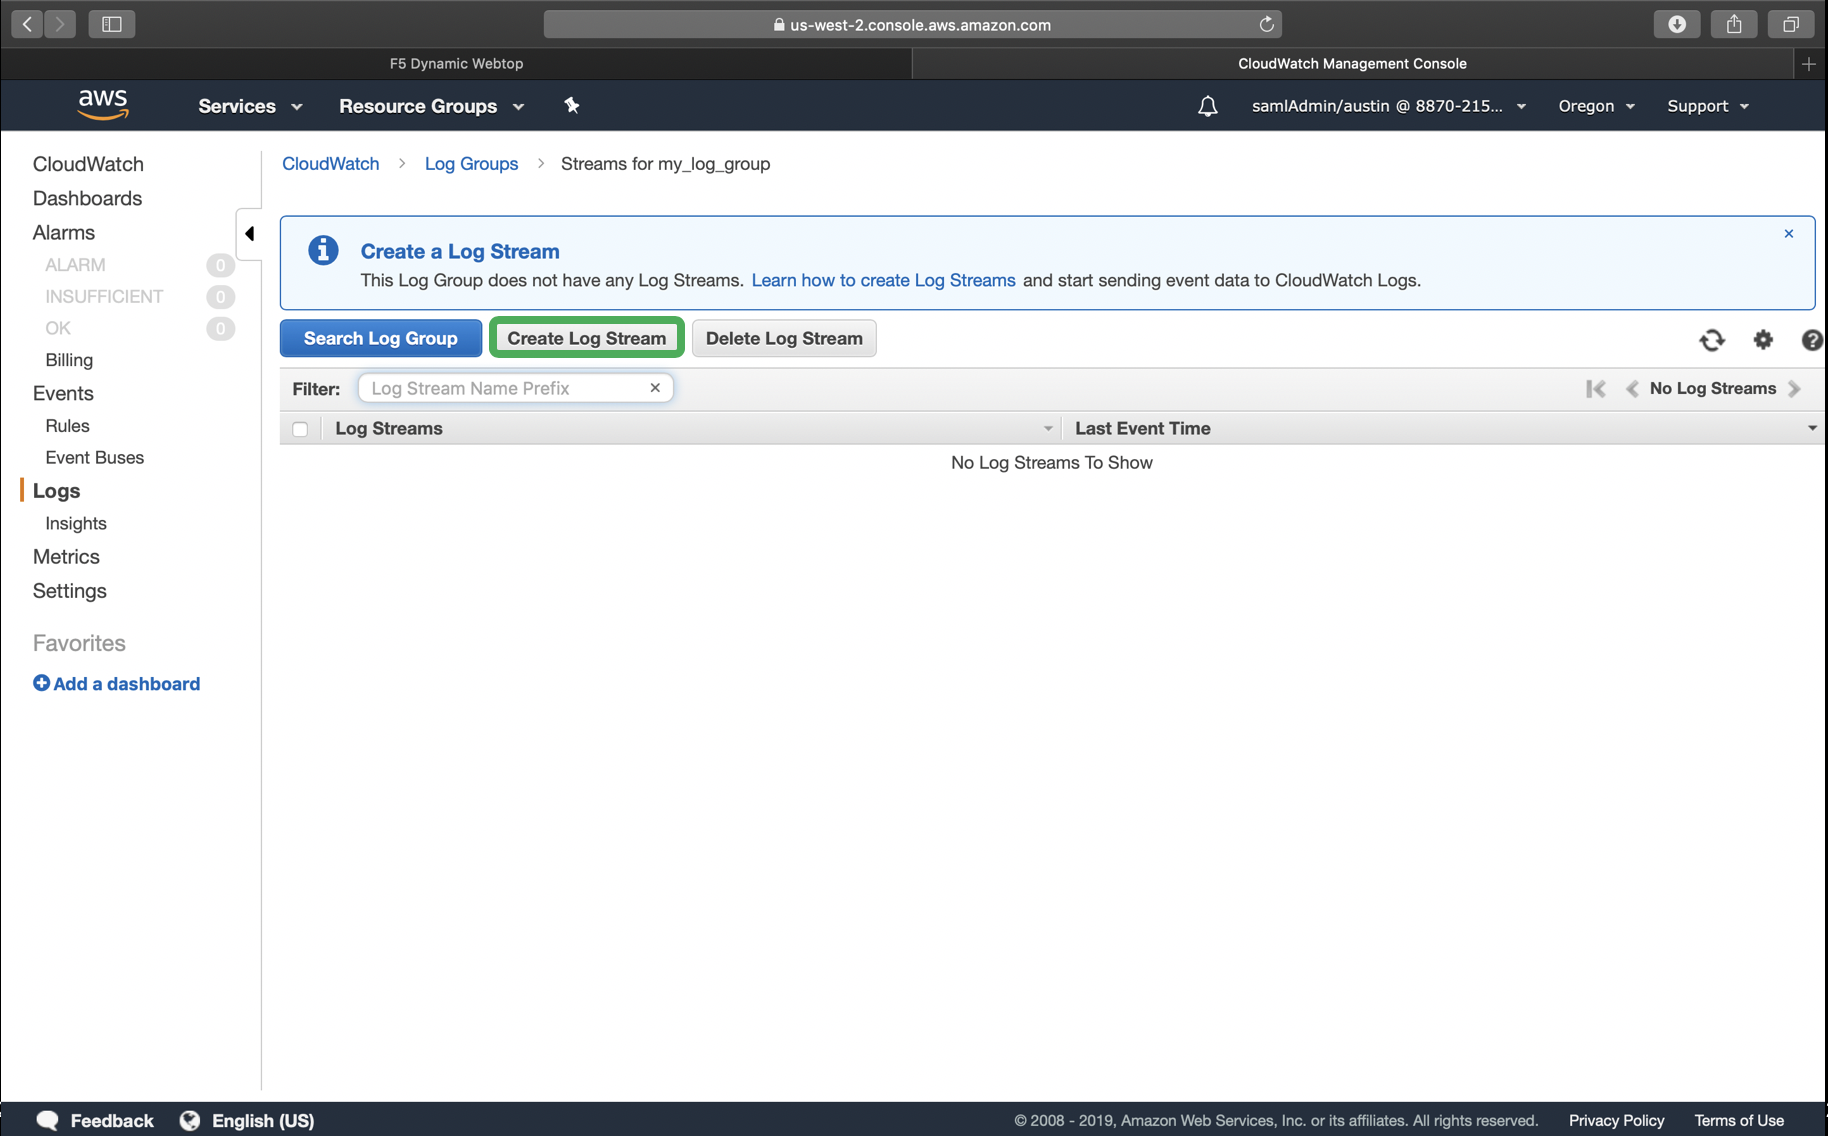 us-west-2.console.aws.amazon.com
F5 Dynamic Webtop
CloudWatch Management Console
aws
Services
Resource Groups
samlAdmin/austin @ 8870-215...
Oregon
Support
CloudWatch
Dashboards
Alarms
ALARM 0
INSUFFICIENT 0
OK 0
Billing
Events
Rules
Event Buses
Logs
Insights
Metrics
Settings
Favorites
Add a dashboard
CloudWatch > Log Groups > Streams for my_log_group
Create a Log Stream
This Log Group does not have any Log Streams. Learn how to create Log Streams and start sending event data to CloudWatch Logs.
Search Log Group
Create Log Stream
Delete Log Stream
Filter: Log Stream Name Prefix
No Log Streams
Log Streams
Last Event Time
No Log Streams To Show
Feedback
English (US)
© 2008 - 2019, Amazon Web Services, Inc. or its affiliates. All rights reserved.
Privacy Policy
Terms of Use